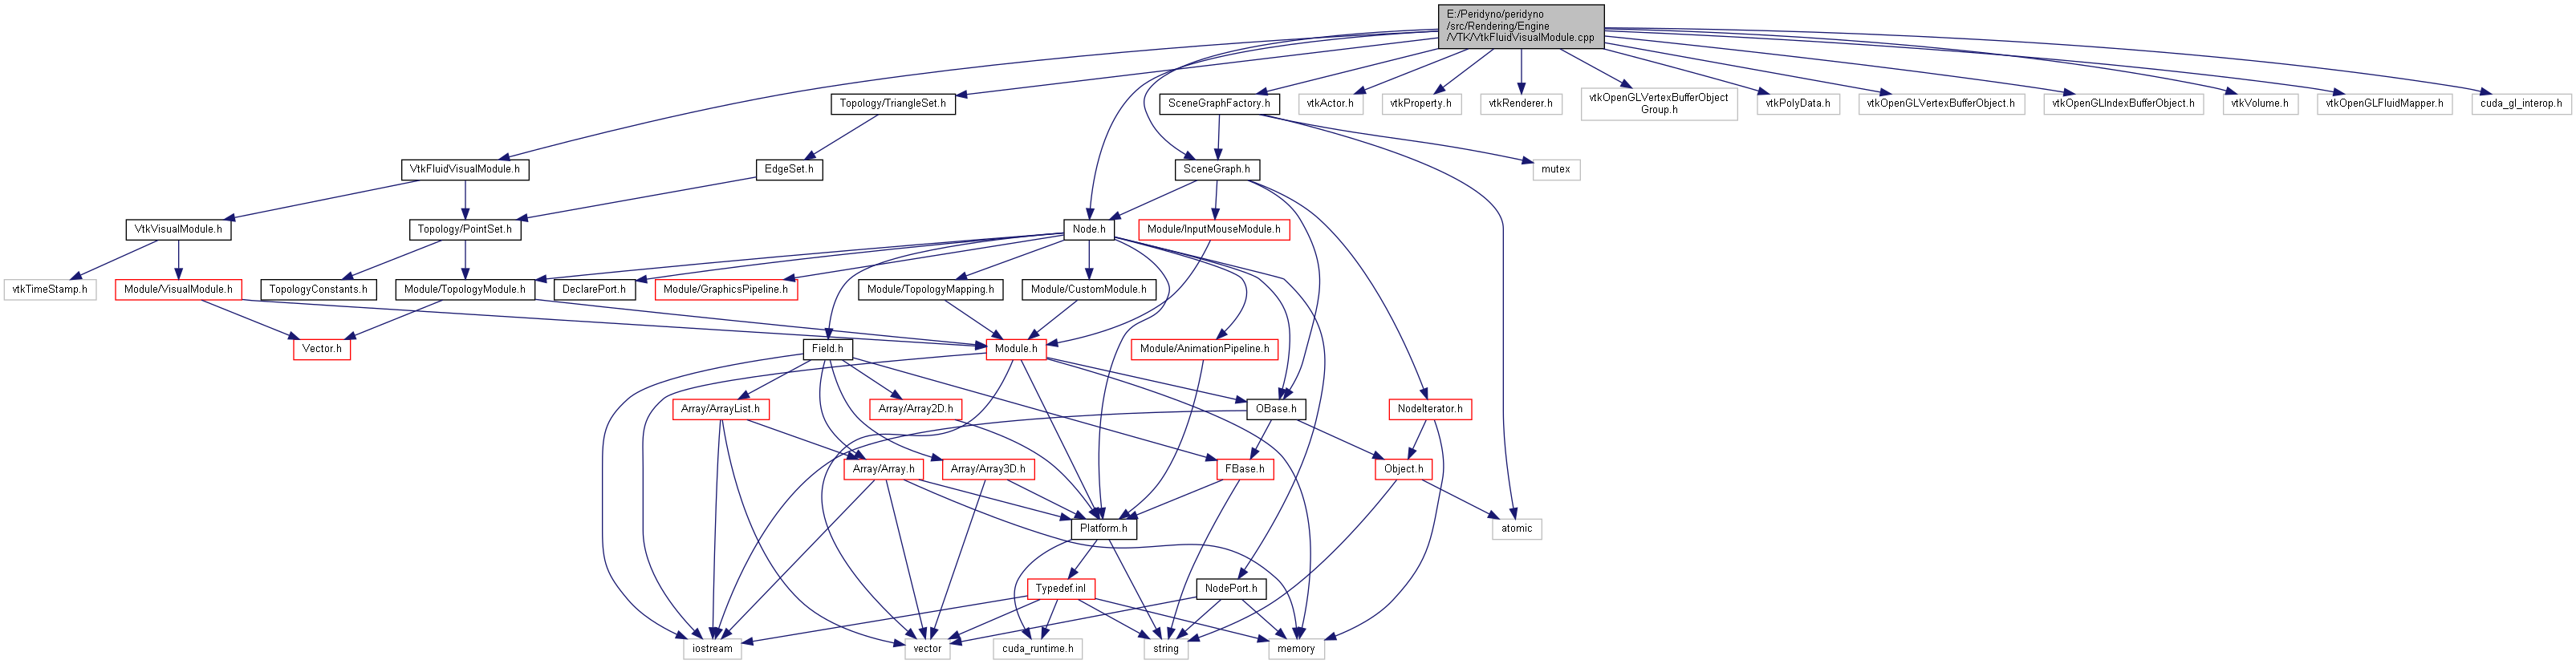 E:/Peridyno/peridyno
/src/Rendering/Engine
/VTK/VtkFluidVisualModule.cpp
Topology/TriangleSet.h
SceneGraphFactory.h
vtkActor.h
vtkProperty.h
vtkRenderer.h
vtkOpenGLVertexBufferObject
Group.h
vtkPolyData.h
vtkOpenGLVertexBufferObject.h
vtkOpenGLIndexBufferObject.h
vtkVolume.h
vtkOpenGLFluidMapper.h
cuda_gl_interop.h
VtkFluidVisualModule.h
EdgeSet.h
SceneGraph.h
mutex
VtkVisualModule.h
Topology/PointSet.h
Node.h
Module/InputMouseModule.h
vtkTimeStamp.h
Module/VisualModule.h
TopologyConstants.h
Module/TopologyModule.h
DeclarePort.h
Module/GraphicsPipeline.h
Module/TopologyMapping.h
Module/CustomModule.h
Vector.h
Field.h
Module.h
Module/AnimationPipeline.h
Array/ArrayList.h
Array/Array2D.h
OBase.h
NodeIterator.h
Array/Array.h
Array/Array3D.h
FBase.h
Object.h
Platform.h
atomic
Typedef.inl
NodePort.h
iostream
vector
cuda_runtime.h
string
memory